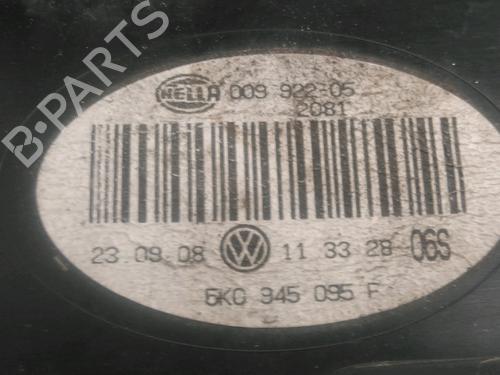 B-PARTS
HELLA 009 922-05
2081
23.09.08 VW 11 33 28 06S
5K0 945 095 F